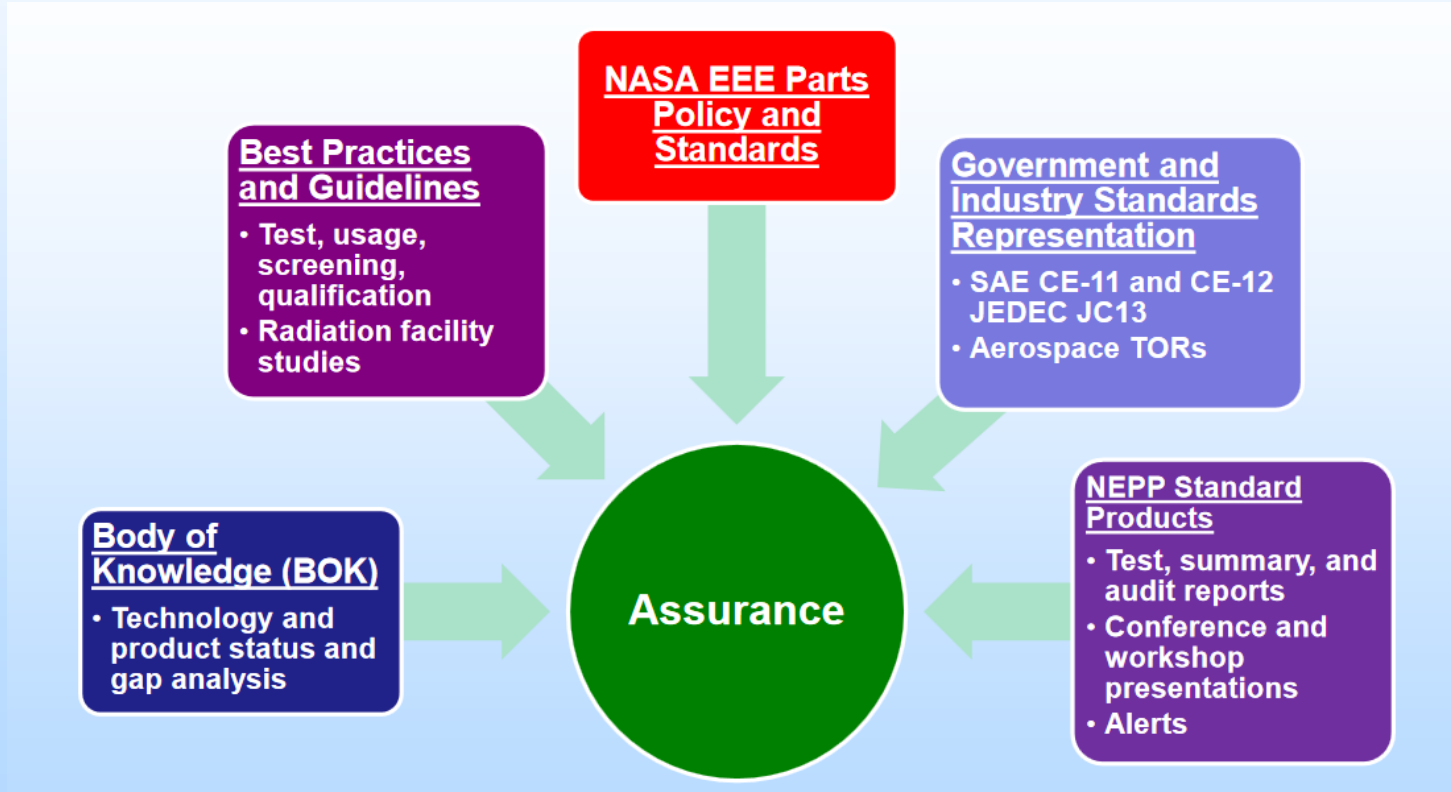 NASA EEE Parts
Policy and
Standards
Best Practices
and Guidelines
• Test, usage,
screening,
qualification
• Radiation facility
studies
Government and
Industry Standards
Representation
• SAE CE-11 and CE-12
JEDEC JC13
• Aerospace TORs
Body of
Knowledge (BOK)
• Technology and
product status and
gap analysis
Assurance
NEPP Standard
Products
• Test, summary, and
audit reports
• Conference and
workshop
presentations
• Alerts